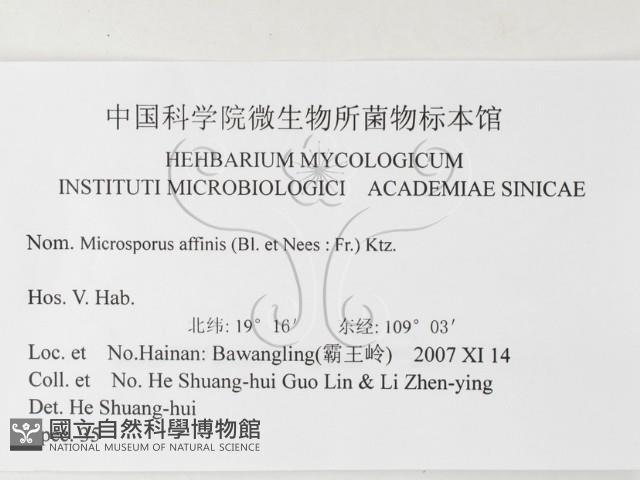 中国科学院微生物所菌物标本馆
HEHBARIUM MYCOLOGICUM
INSTITUTI MICROBIOLOGICI ACADEMIAE SINICAE
Nom. Microsporus affinis (Bl. et Nees : Fr.) Ktz.
Hos. V. Hab.
北纬: 19° 16′ 东经: 109° 03′
Loc. et No.Hainan: Bawangling(霸王岭) 2007 XI 14
Coll. et No. He Shuang-hui Guo Lin & Li Zhen-ying
Det. He Shuang-hui
國立自然科學博物館
NATIONAL MUSEUM OF NATURAL SCIENCE